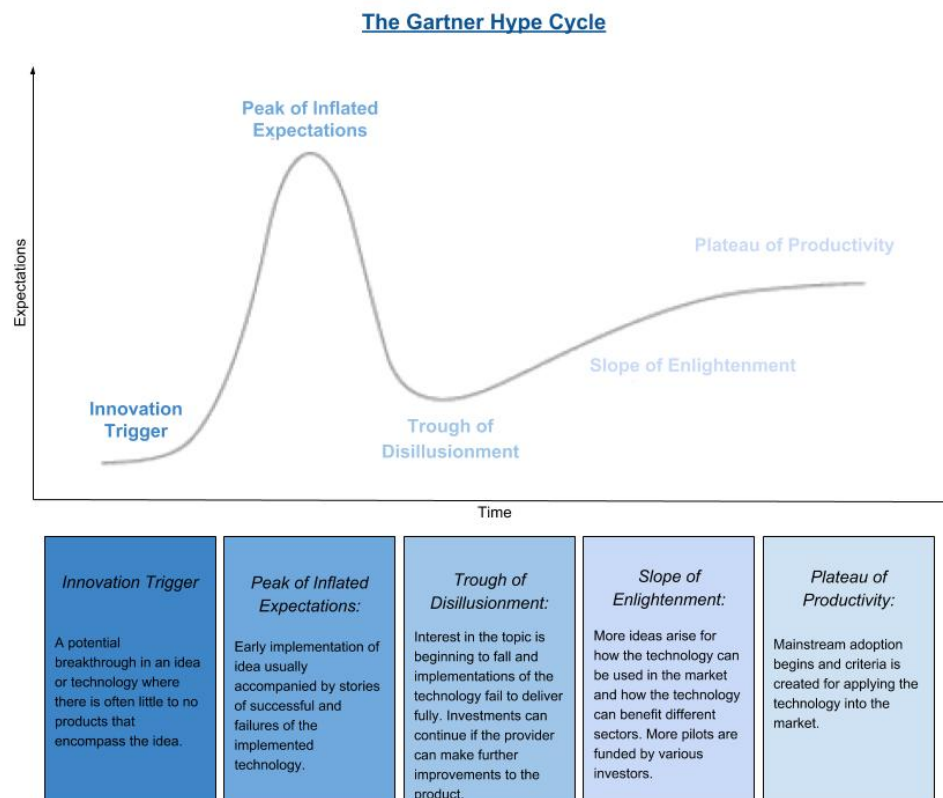 The Gartner Hype Cycle
Peak of Inflated
Expectations
Plateau of Productivity
Expectations
Slope of Enlightenment
Innovation
Trigger
Trough of
Disillusionment
Time
Innovation Trigger
A potential
breakthrough in an idea
or technology where
there is often little to no
products that
encompass the idea.
Peak of Inflated
Expectations:
Early implementation of
idea usually
accompanied by stories
of successful and
failures of the
implemented
technology.
Trough of
Disillusionment:
Interest in the topic is
beginning to fall and
implementations of the
technology fail to deliver
fully. Investments can
continue if the provider
can make further
improvements to the
product.
Slope of
Enlightenment:
More ideas arise for
how the technology can
be used in the market
and how the technology
can benefit different
sectors. More pilots are
funded by various
investors.
Plateau of
Productivity:
Mainstream adoption
begins and criteria is
created for applying the
technology into the
market.